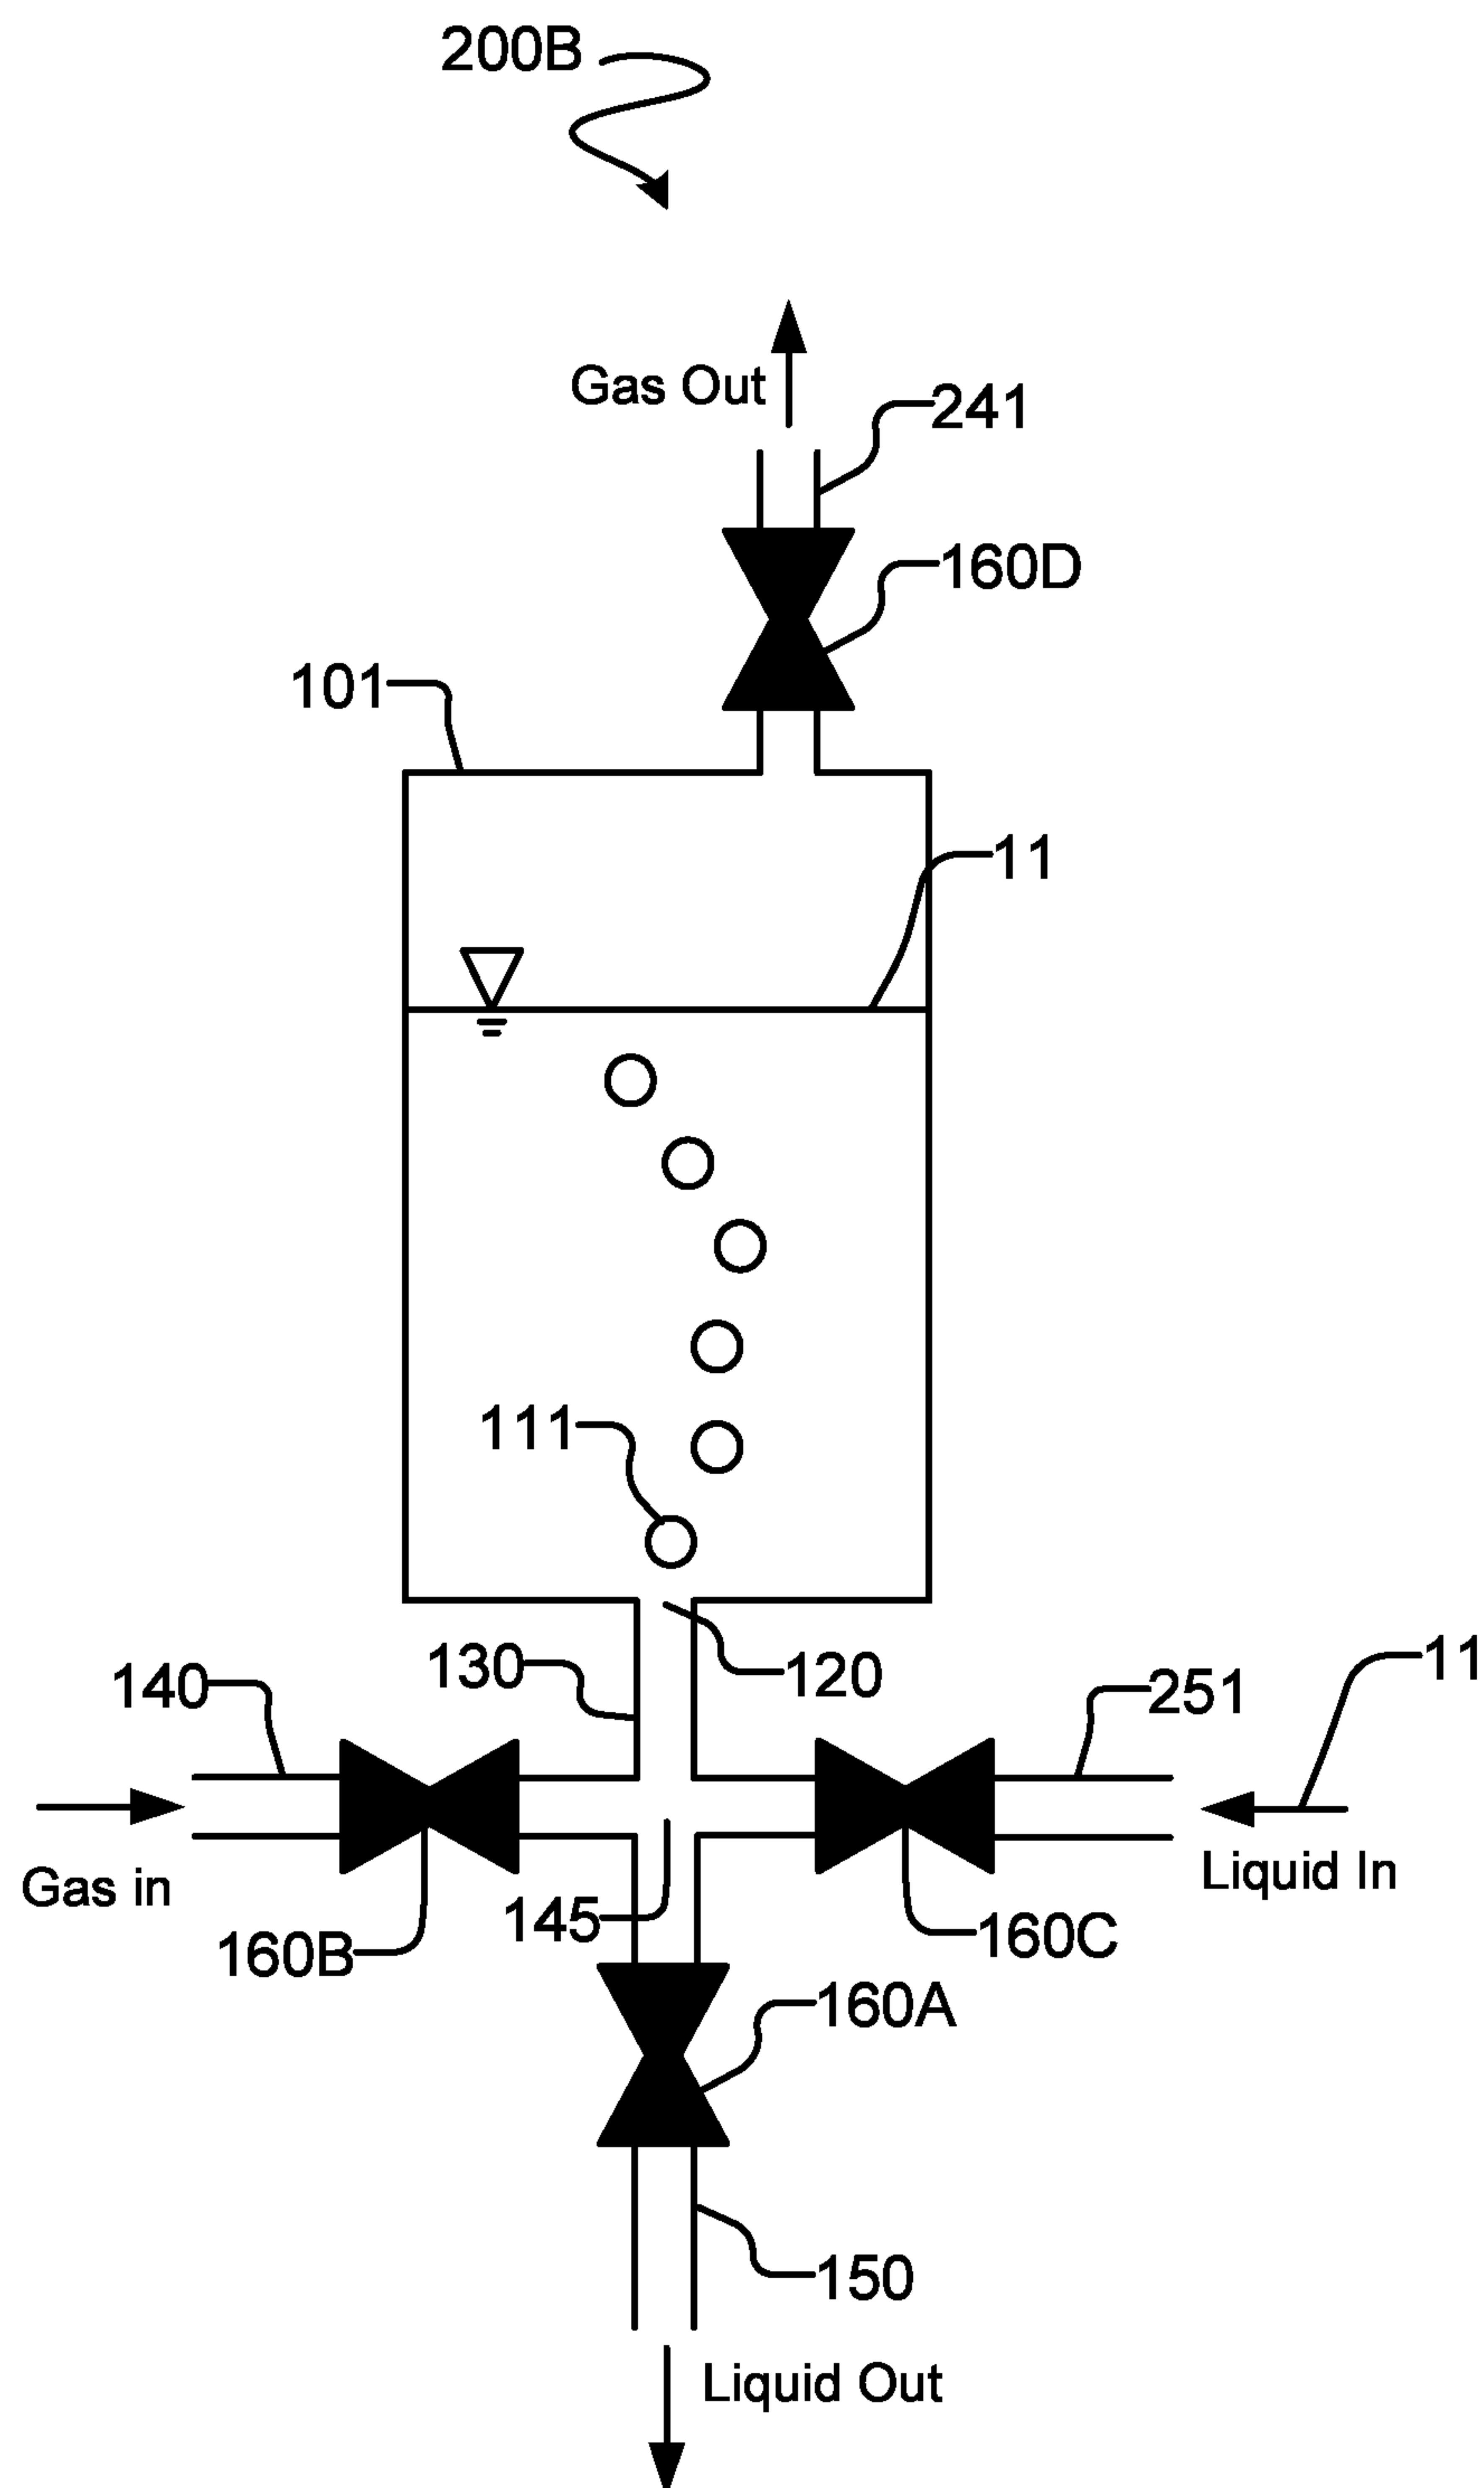 200B
Gas Out
241
160D
101
11
111
130
120
11
140
251
Gas in
Liquid In
145
160B
160C
160A
150
Liquid Out